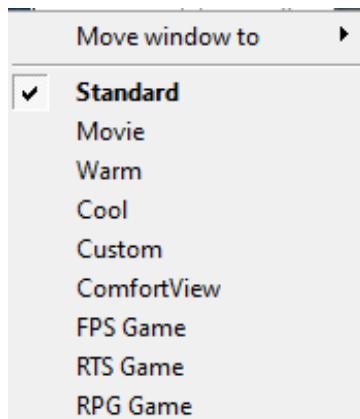 Move window to
Standard
Movie
Warm
Cool
Custom
ComfortView
FPS Game
RTS Game
RPG Game